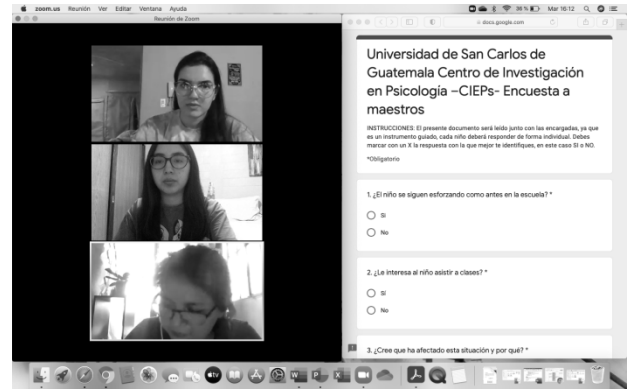 zoom.us Reunión Ver Editar Ventana Ayuda
36 % Mar 16:12
Reunión de Zoom
docs.google.com
Universidad de San Carlos de
Guatemala Centro de Investigación
en Psicología –CIEPs- Encuesta a
maestros
INSTRUCCIONES: El presente documento será leído junto con las encargadas, ya que
es un instrumento guiado, cada niño deberá responder de forma individual. Debes
marcar con un X la respuesta con la que mejor te identifiques, en este caso SI o NO.
*Obligatorio
1. ¿El niño se siguen esforzando como antes en la escuela? *
Si
No
2. ¿Le interesa al niño asistir a clases? *
Si
No
3. ¿Cree que ha afectado esta situación y por qué? *
tv